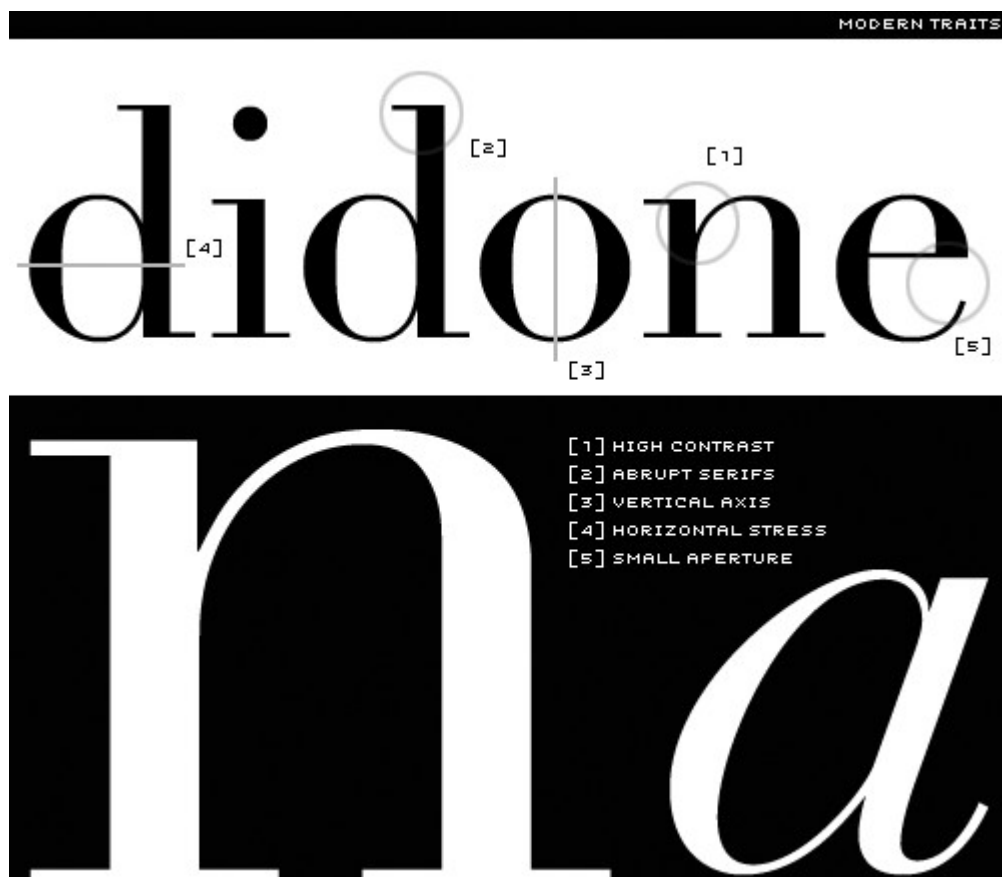 MODERN TRAITS
didone
[2]
[1]
[4]
[3]
[5]
[1] HIGH CONTRAST
[2] ABRUPT SERIFS
[3] VERTICAL AXIS
[4] HORIZONTAL STRESS
[5] SMALL APERTURE
n a